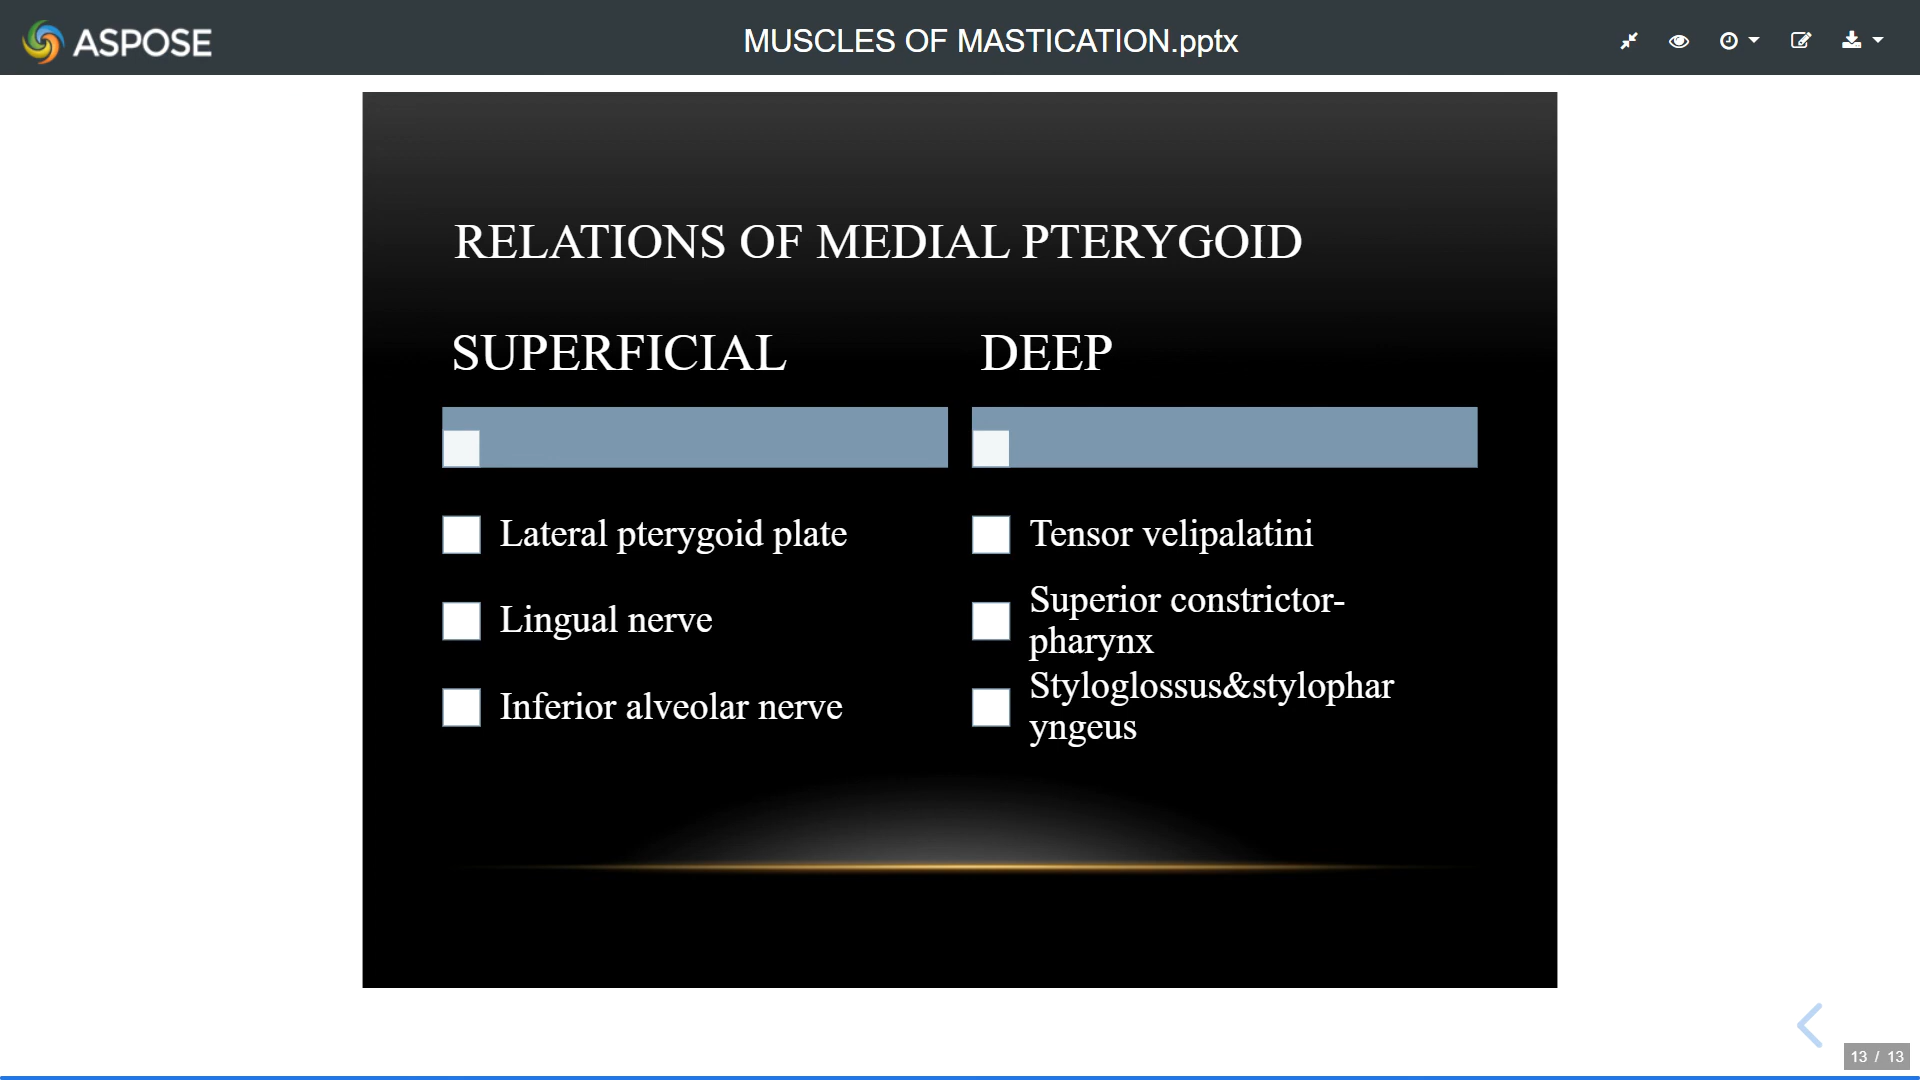 ASPOSE
MUSCLES OF MASTICATION.pptx
RELATIONS OF MEDIAL PTERYGOID
SUPERFICIAL
Lateral pterygoid plate
Lingual nerve
Inferior alveolar nerve
DEEP
Tensor velipalatini
Superior constrictor-
pharynx
Styloglossus&stylophar
yngeus
13 / 13